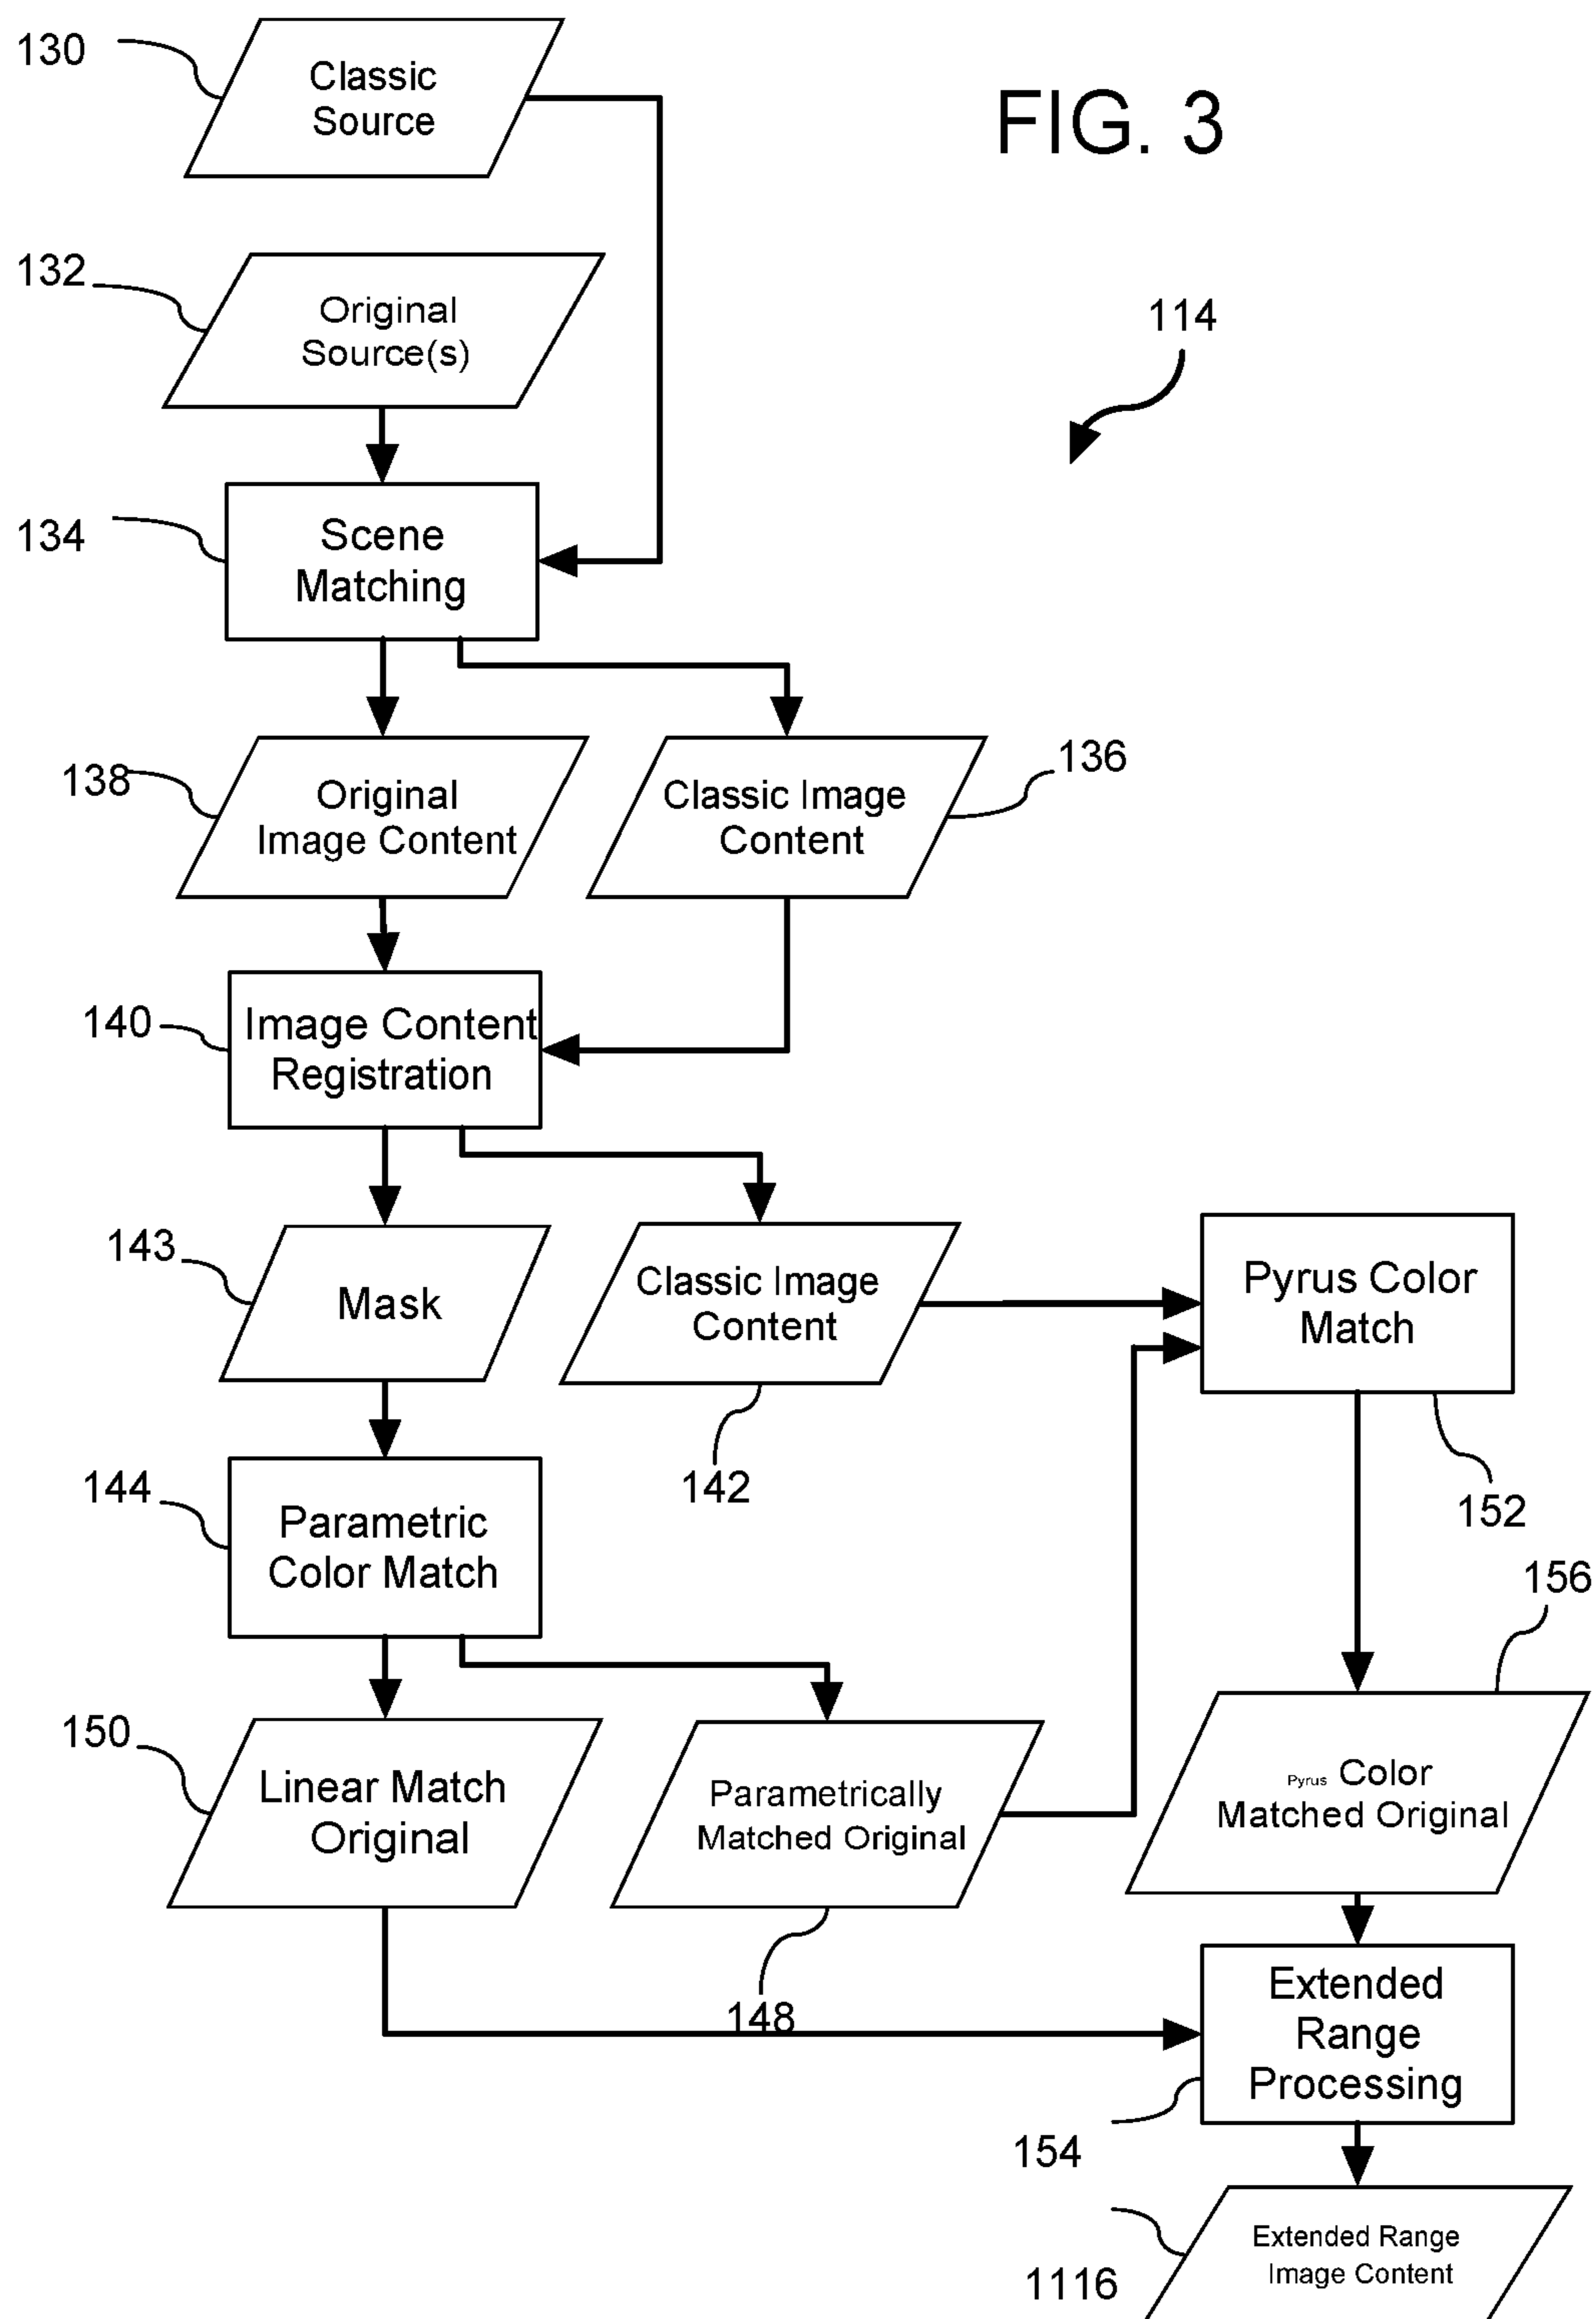 130
Classic
Source
FIG. 3
132
Original
Source(s)
114
134
Scene
Matching
138
Original
Image Content
Classic Image
Content
136
140
Image Content
Registration
143
Mask
Classic Image
Content
142
Pyrus Color
Match
152
144
Parametric
Color Match
156
150
Linear Match
Original
Parametrically
Matched Original
148
Pyrus Color
Matched Original
Extended
Range
Processing
154
Extended Range
Image Content
1116